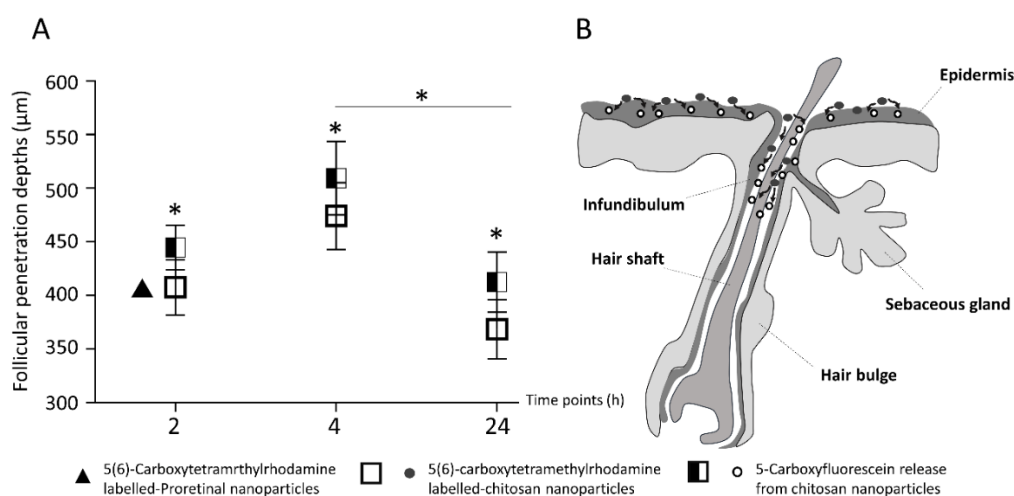 A
B
Follicular penetration depths (µm)
600
550
500
450
400
350
300
*
*
*
*
2
4
24
Time points (h)
Epidermis
Infundibulum
Hair shaft
Sebaceous gland
Hair bulge
5(6)-Carboxytetramrthylrhodamine
labelled-Proretinal nanoparticles
5(6)-carboxytetramethylrhodamine
labelled-chitosan nanoparticles
5-Carboxyfluorescein release
from chitosan nanoparticles